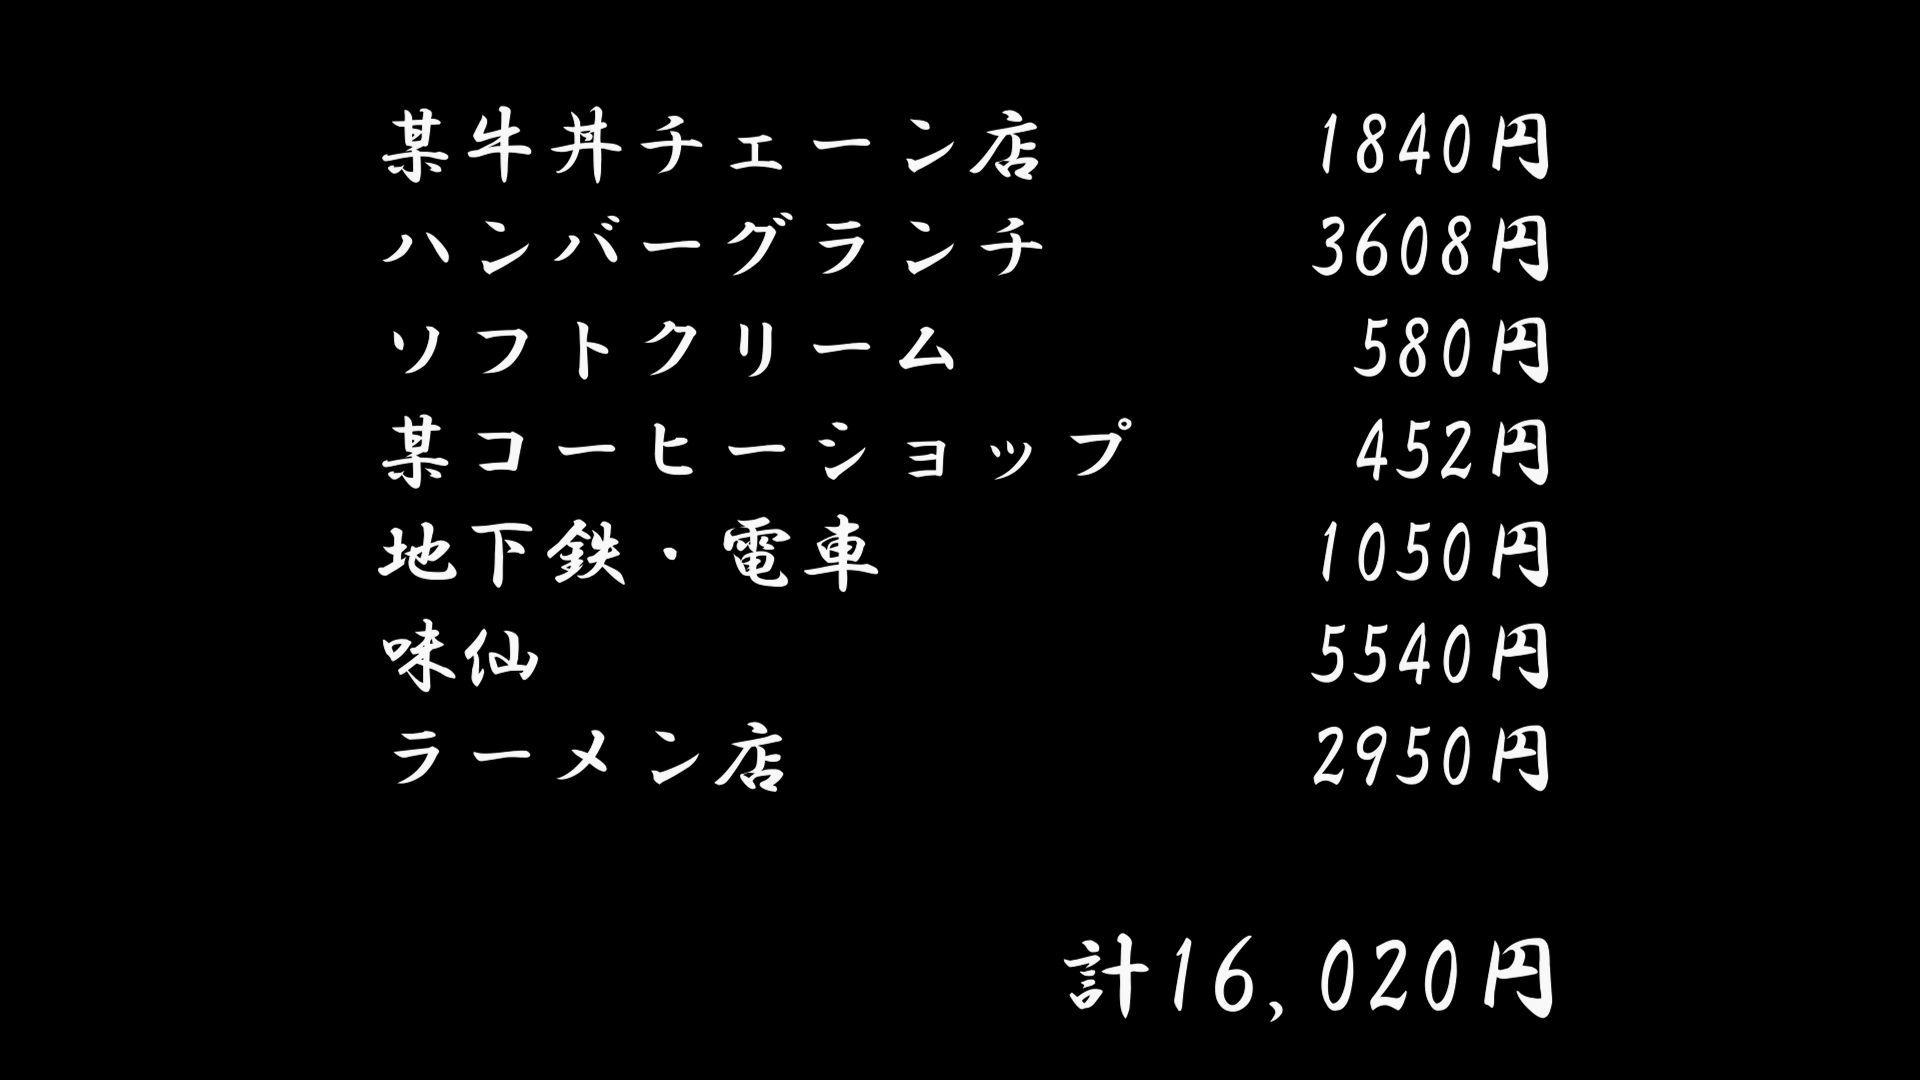 某牛丼チェーン店 1840円
ハンバーグランチ 3608円
ソフトクリーム 580円
某コーヒーショップ 452円
地下鉄・電車 1050円
味仙 5540円
ラーメン店 2950円
計16,020円